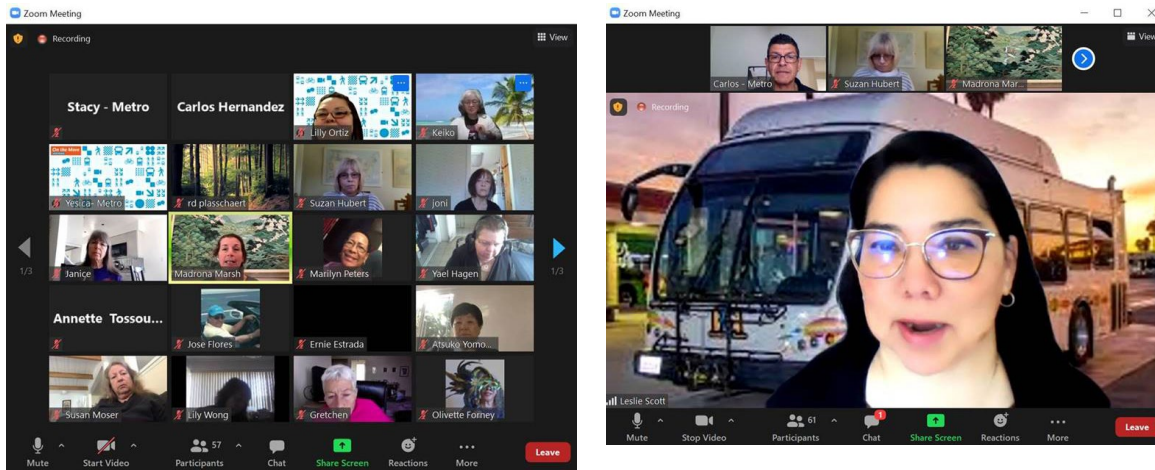 Zoom Meeting
Recording
View
Stacy - Metro
Carlos Hernandez
Lilly Ortiz
Keiko
On the Move
Yesica- Metro
rd plasschaert
Suzan Hubert
joni
Janice
Madrona Marsh
Marilyn Peters
Yael Hagen
1/3
1/3
Annette Tossou...
Jose Flores
Ernie Estrada
Atsuko Yomo...
Susan Moser
Lily Wong
Gretchen
Olivette Forney
Mute
Start Video
57
Participants
Chat
Share Screen
Reactions
More
Leave
Zoom Meeting
Carlos - Metro
Suzan Hubert
Madrona Mar...
View
Recording
Leslie Scott
Mute
Stop Video
61
Participants
1
Chat
Share Screen
Reactions
More
Leave